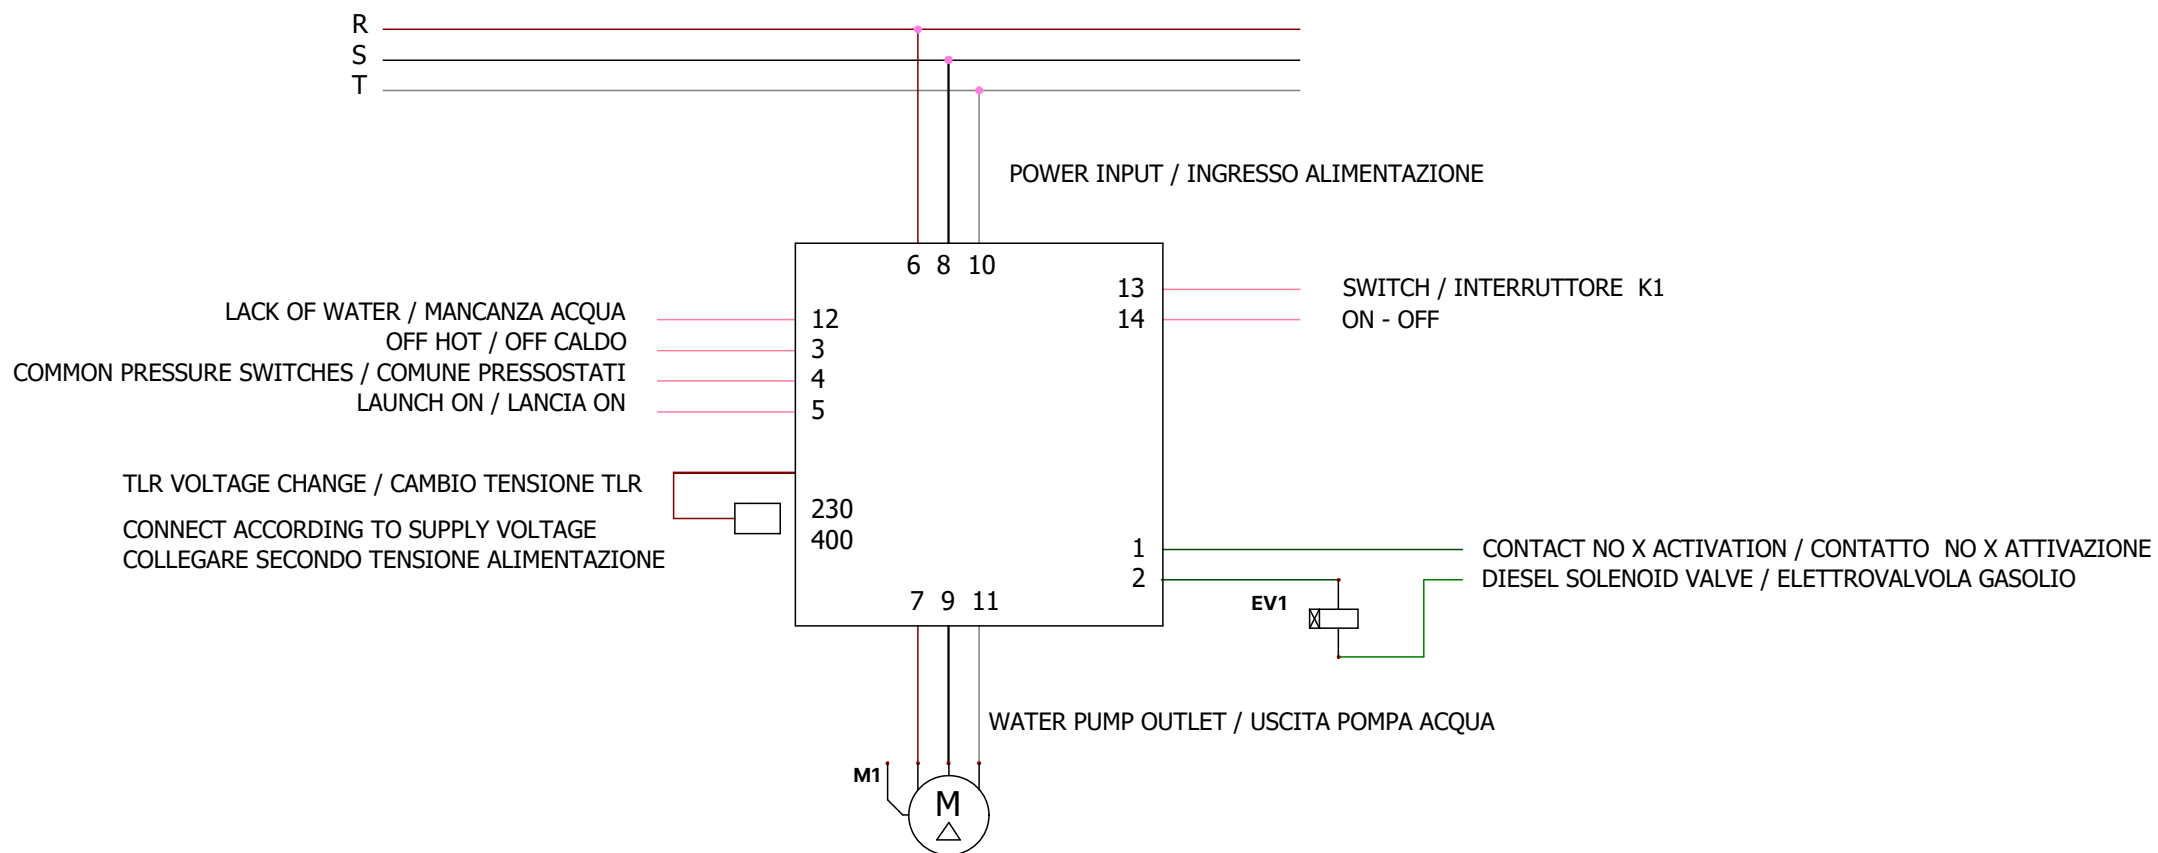 R
S
T
POWER INPUT / INGRESSO ALIMENTAZIONE
6 8 10
13 SWITCH / INTERRUTTORE K1
14 ON - OFF
LACK OF WATER / MANCANZA ACQUA 12
OFF HOT / OFF CALDO 3
COMMON PRESSURE SWITCHES / COMUNE PRESSOSTATI 4
LAUNCH ON / LANCIA ON 5
TLR VOLTAGE CHANGE / CAMBIO TENSIONE TLR
230
CONNECT ACCORDING TO SUPPLY VOLTAGE
400
COLLEGARE SECONDO TENSIONE ALIMENTAZIONE
1 CONTACT NO X ACTIVATION / CONTATTO NO X ATTIVAZIONE
2 DIESEL SOLENOID VALVE / ELETTROVALVOLA GASOLIO
EV1
7 9 11
WATER PUMP OUTLET / USCITA POMPA ACQUA
M1
M